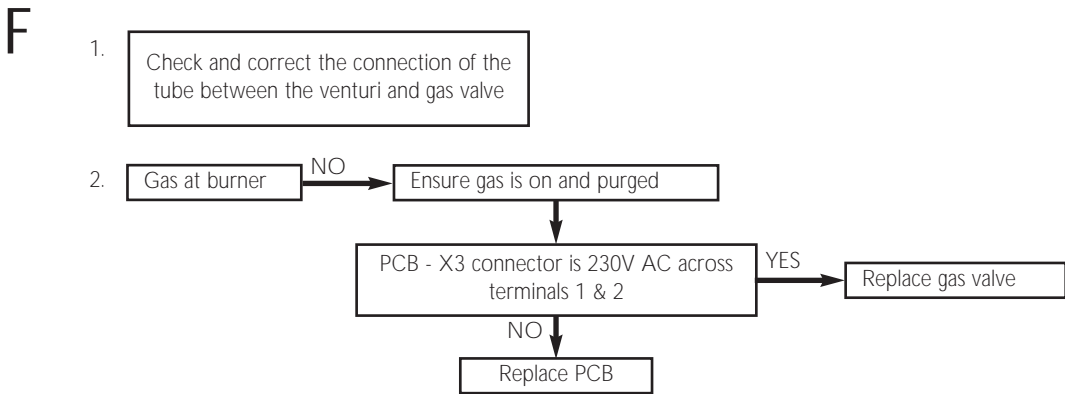 F
1.
Check and correct the connection of the
tube between the venturi and gas valve
2.
Gas at burner
NO
Ensure gas is on and purged
PCB - X3 connector is 230V AC across
terminals 1 & 2
YES
Replace gas valve
NO
Replace PCB